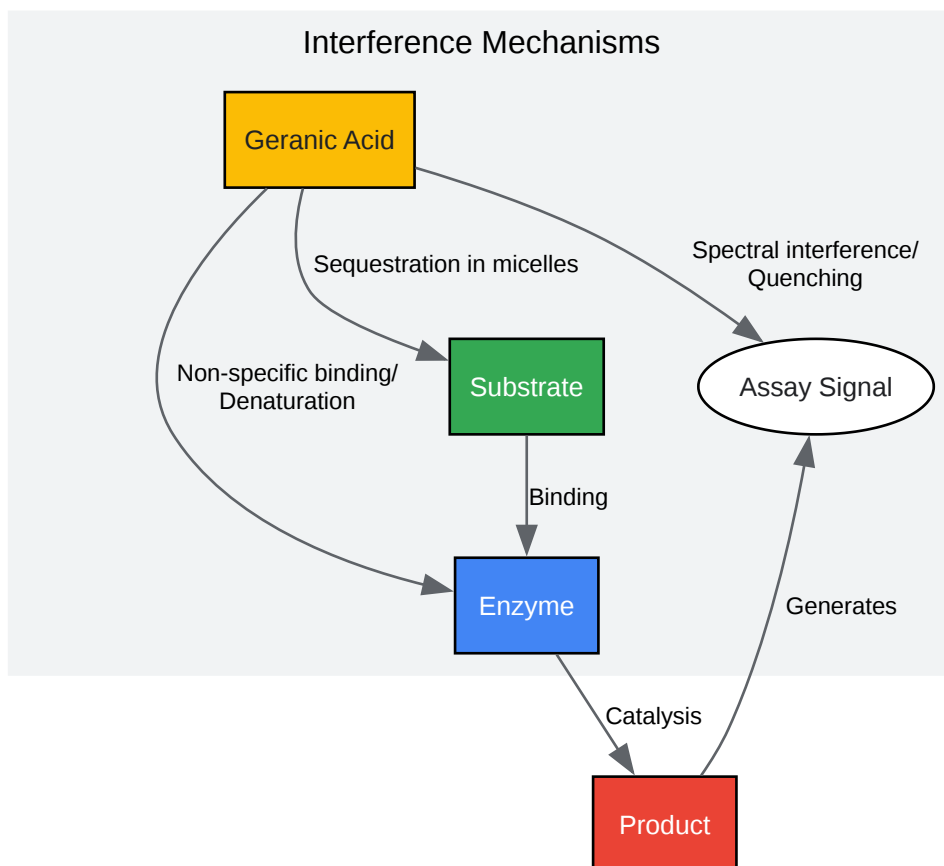 Interference Mechanisms
Geranic Acid
Spectral interference/
Quenching
Sequestration in micelles
Non-specific binding/
Denaturation
Substrate
Assay Signal
Binding
Enzyme
Generates
Catalysis
Product